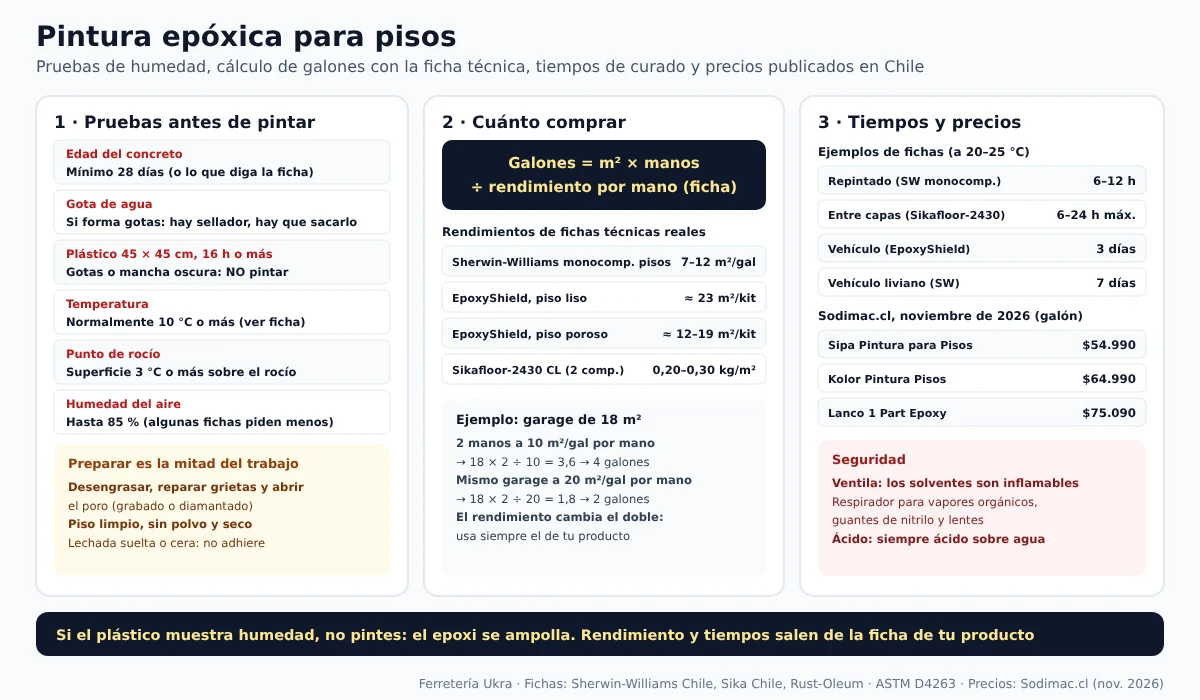 Pintura epóxica para pisos
Pruebas de humedad, cálculo de galones con la ficha técnica, tiempos de curado y precios publicados en Chile
1 · Pruebas antes de pintar
Edad del concreto
Mínimo 28 días (o lo que diga la ficha)
Gota de agua
Si forma gotas: hay sellador, hay que sacarlo
Plástico 45 × 45 cm, 16 h o más
Gotas o mancha oscura: NO pintar
Temperatura
Normalmente 10 °C o más (ver ficha)
Punto de rocío
Superficie 3 °C o más sobre el rocío
Humedad del aire
Hasta 85 % (algunas fichas piden menos)
Preparar es la mitad del trabajo
Desengrasar, reparar grietas y abrir
el poro (grabado o diamantado)
Piso limpio, sin polvo y seco
Lechada suelta o cera: no adhiere
2 · Cuánto comprar
Galones = m² × manos
÷ rendimiento por mano (ficha)
Rendimientos de fichas técnicas reales
Sherwin-Williams monocomp. pisos 7–12 m²/gal
EpoxyShield, piso liso ≈ 23 m²/kit
EpoxyShield, piso poroso ≈ 12–19 m²/kit
Sikafloor-2430 CL (2 comp.) 0,20–0,30 kg/m²
Ejemplo: garage de 18 m²
2 manos a 10 m²/gal por mano
→ 18 × 2 ÷ 10 = 3,6 → 4 galones
Mismo garage a 20 m²/gal por mano
→ 18 × 2 ÷ 20 = 1,8 → 2 galones
El rendimiento cambia el doble:
usa siempre el de tu producto
3 · Tiempos y precios
Ejemplos de fichas (a 20–25 °C)
Repintado (SW monocomp.) 6–12 h
Entre capas (Sikafloor-2430) 6–24 h máx.
Vehículo (EpoxyShield) 3 días
Vehículo liviano (SW) 7 días
Sodimac.cl, noviembre de 2026 (galón)
Sipa Pintura para Pisos $54.990
Kolor Pintura Pisos $64.990
Lanco 1 Part Epoxy $75.090
Seguridad
Ventila: los solventes son inflamables
Respirador para vapores orgánicos,
guantes de nitrilo y lentes
Ácido: siempre ácido sobre agua
Si el plástico muestra humedad, no pintes: el epoxi se ampolla. Rendimiento y tiempos salen de la ficha de tu producto
Ferretería Ukra · Fichas: Sherwin-Williams Chile, Sika Chile, Rust-Oleum · ASTM D4263 · Precios: Sodimac.cl (nov. 2026)